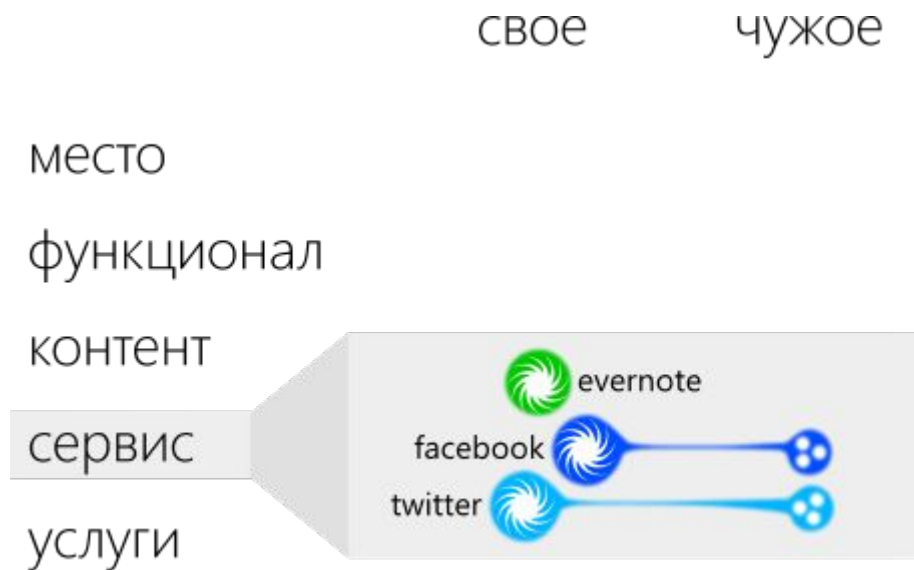 свое чужое
место
функционал
контент
evernote
сервис
facebook
twitter
услуги